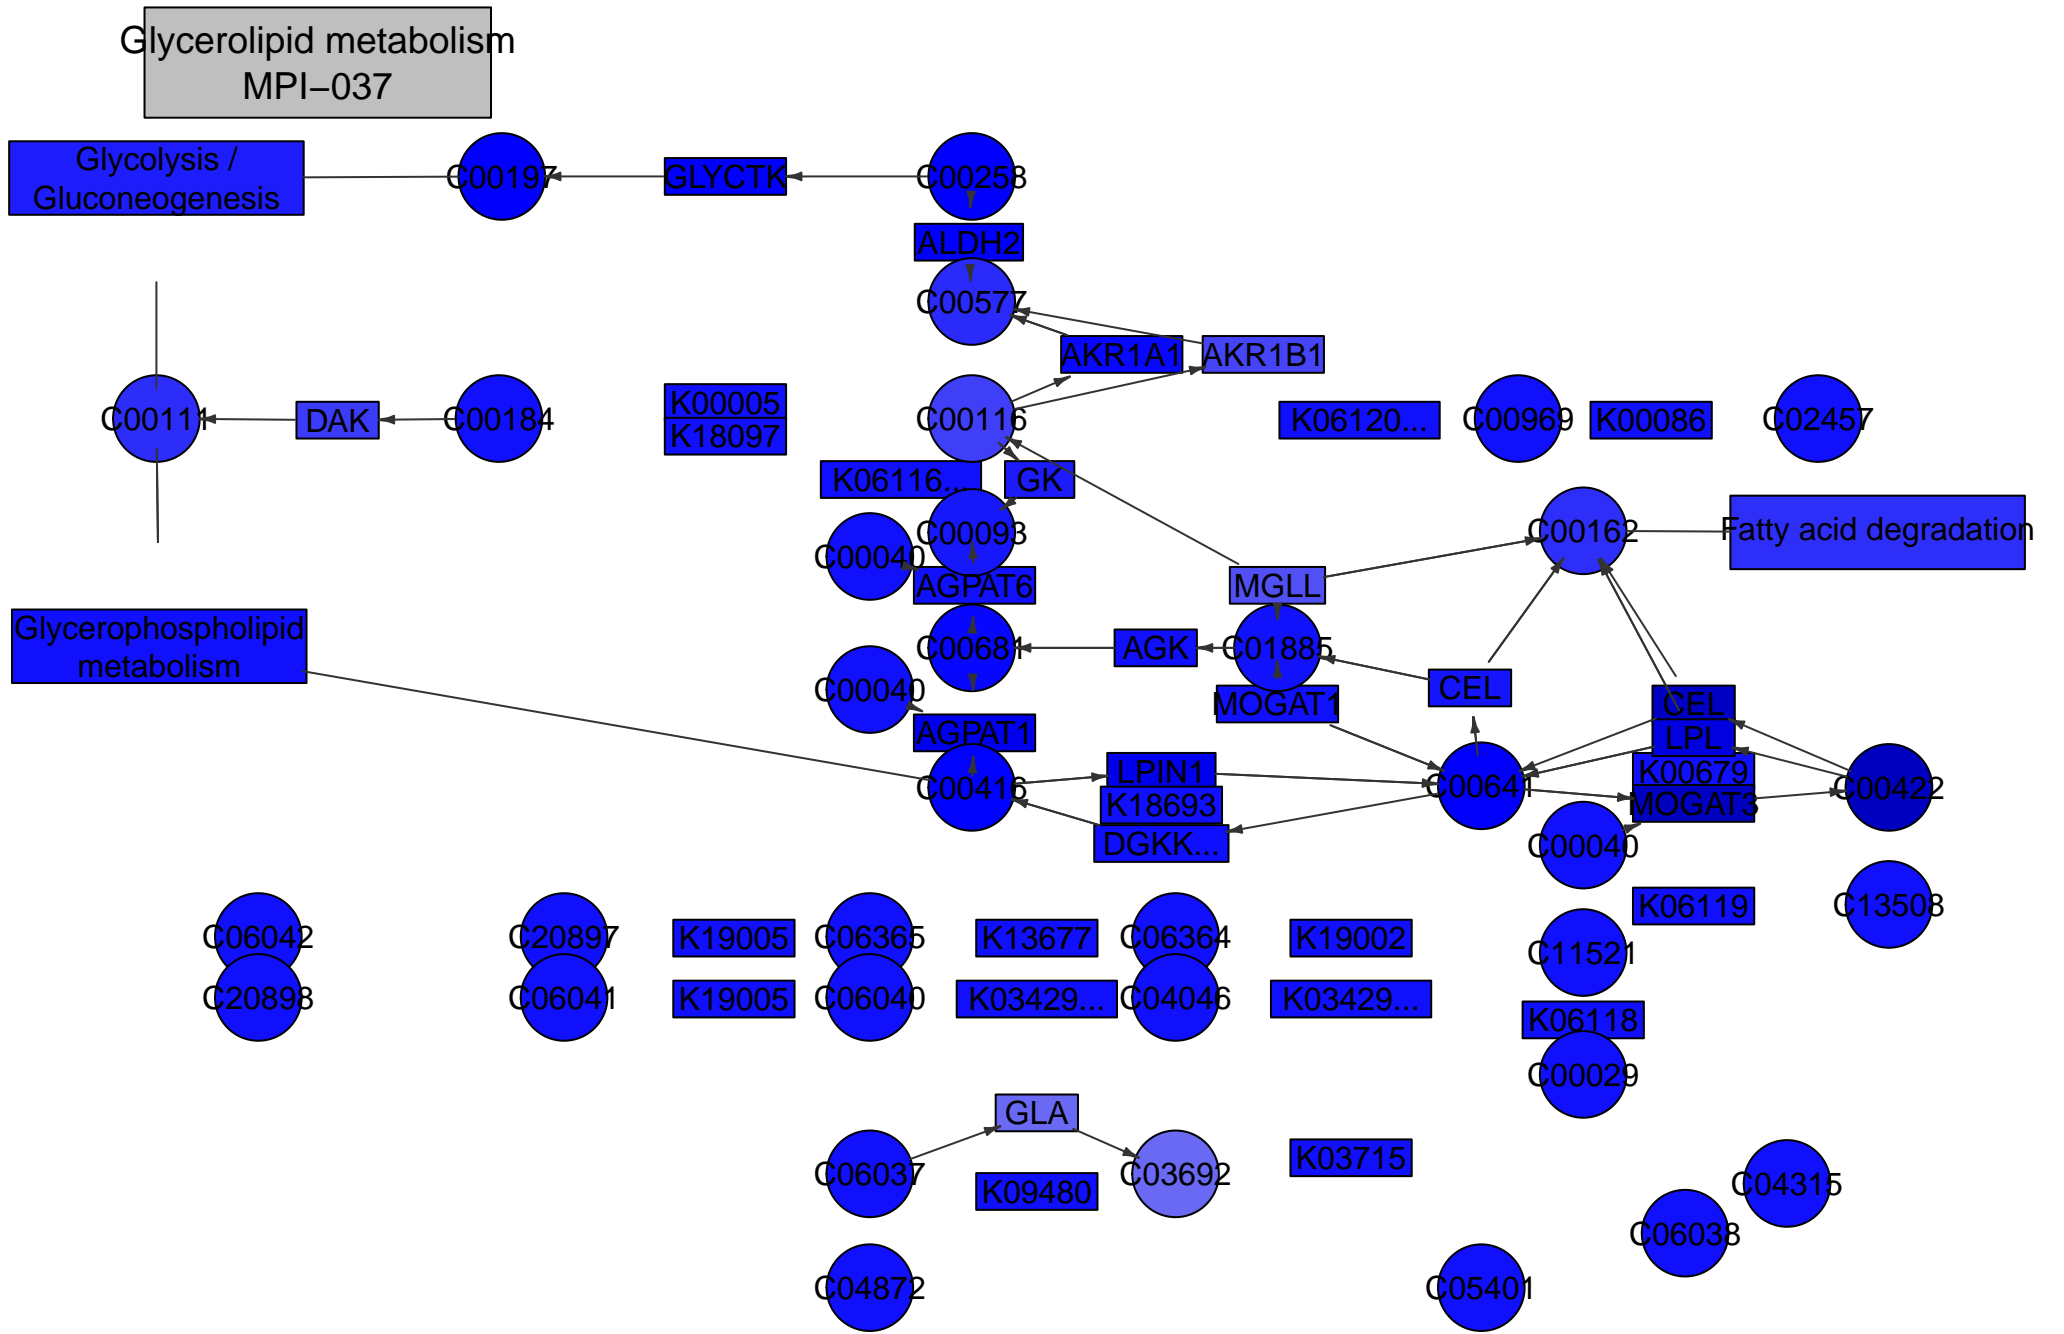 Glycerolipid metabolism
MPI−037
Glycolysis /
Gluconeogenesis
C00197
GLYCTK
C00258
ALDH2
C00577
AKR1A1
AKR1B1
C00111
DAK
C00184
K00005
K18097
C00116
K06120...
C00969
K00086
C02457
K06116...
GK
C00093
C00040
AGPAT6
MGLL
C00162
Fatty acid degradation
Glycerophospholipid
metabolism
C00681
AGK
C01885
C00040
MOGAT1
CEL
CEL
LPL
AGPAT1
C00416
LPIN1
K18693
DGKK...
C00641
K00679
MOGAT3
C00422
C00040
K06119
C13508
C06042
C20897
K19005
C06365
K13677
C06364
K19002
C11521
C20898
C06041
K19005
C06040
K03429...
C04046
K03429...
K06118
C00029
GLA
C06037
K09480
C03692
K03715
C04315
C06038
C04872
C05401